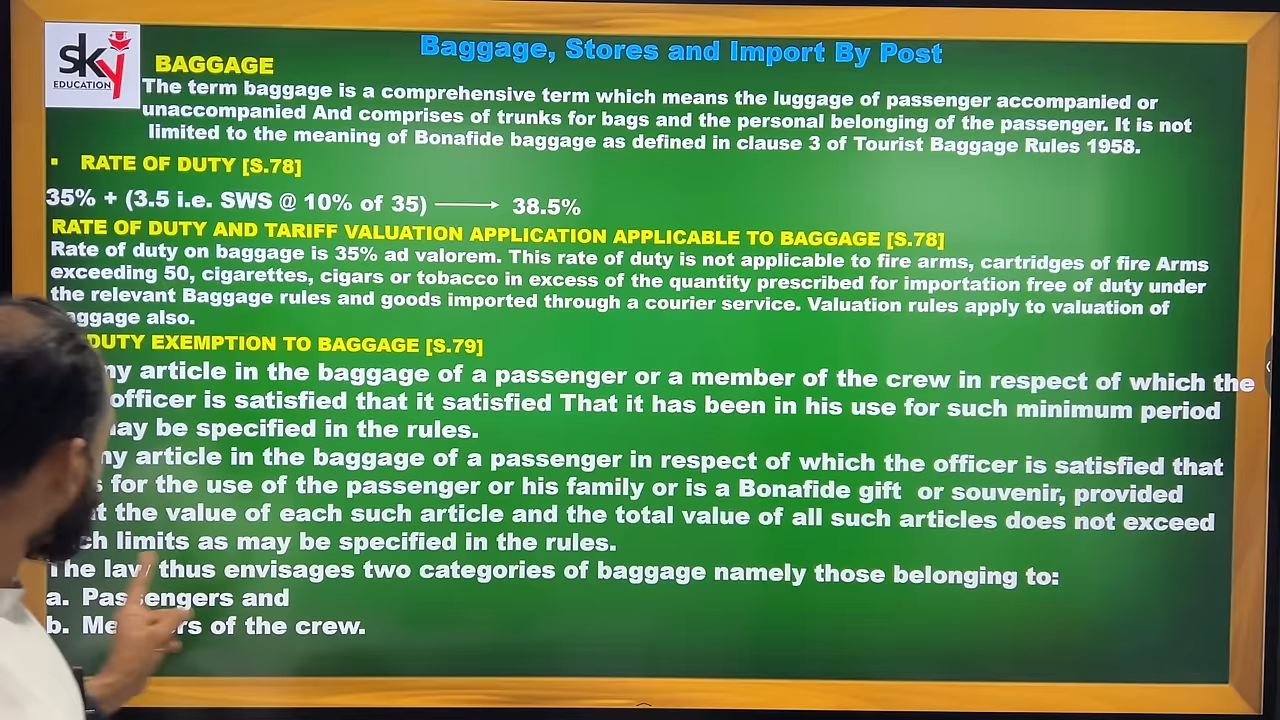 sky
EDUCATION
Baggage, Stores and Import By Post
BAGGAGE
The term baggage is a comprehensive term which means the luggage of passenger accompanied or
unaccompanied And comprises of trunks for bags and the personal belonging of the passenger. It is not
limited to the meaning of Bonafide baggage as defined in clause 3 of Tourist Baggage Rules 1958.
▪ RATE OF DUTY [S.78]
35% + (3.5 i.e. SWS @ 10% of 35) ⟶ 38.5%
RATE OF DUTY AND TARIFF VALUATION APPLICATION APPLICABLE TO BAGGAGE [S.78]
Rate of duty on baggage is 35% ad valorem. This rate of duty is not applicable to fire arms, cartridges of fire Arms
exceeding 50, cigarettes, cigars or tobacco in excess of the quantity prescribed for importation free of duty under
the relevant Baggage rules and goods imported through a courier service. Valuation rules apply to valuation of
aggage also.
DUTY EXEMPTION TO BAGGAGE [S.79]
ny article in the baggage of a passenger or a member of the crew in respect of which the
officer is satisfied that it satisfied That it has been in his use for such minimum period
ay be specified in the rules.
ny article in the baggage of a passenger in respect of which the officer is satisfied that
s for the use of the passenger or his family or is a Bonafide gift or souvenir, provided
t the value of each such article and the total value of all such articles does not exceed
ch limits as may be specified in the rules.
The law thus envisages two categories of baggage namely those belonging to:
a. Passengers and
b. Me rs of the crew.